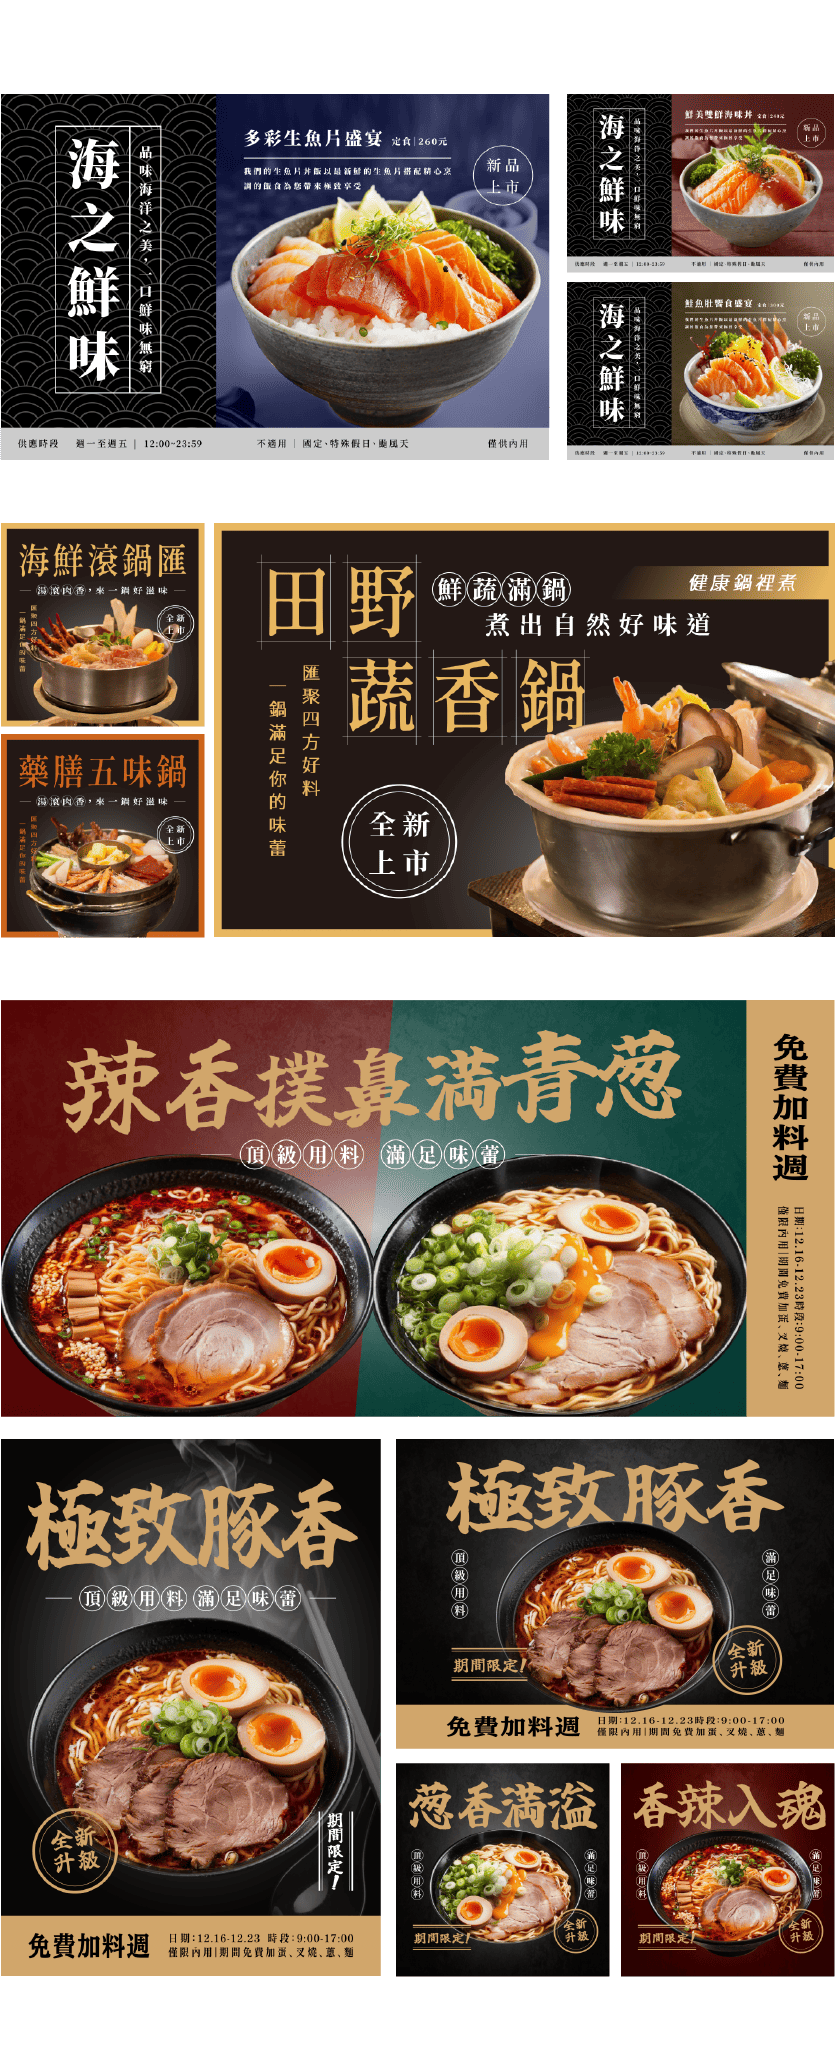 海之鮮味
品味海洋之美，一口鮮味無窮
多彩生魚片盛宴 定食|260元
我們的生魚片丼飯以最新鮮的生魚片搭配精心烹
調的飯食為您帶來極致享受
新品
上市
供應時段 週一至週五 | 12:00~23:59 不適用 | 國定、特殊假日、颱風天 僅供內用
海之鮮味
品味海洋之美，一口鮮味無窮
鮮美雙鮮海味丼
新品
上市
供應時段 週一至週五 | 12:00~23:59 不適用 | 國定、特殊假日、颱風天 僅供內用
海之鮮味
品味海洋之美，一口鮮味無窮
鮭魚壯饗食盛宴
新品
上市
供應時段 週一至週五 | 12:00~23:59 不適用 | 國定、特殊假日、颱風天 僅供內用
海鮮滾鍋匯
湯滾肉香，來一鍋好滋味
匯聚四方好料
一鍋滿足你的味蕾
全新
上市
藥膳五味鍋
湯滾肉香，來一鍋好滋味
匯聚四方好料
一鍋滿足你的味蕾
全新
上市
田野
蔬香鍋
鮮蔬滿鍋
煮出自然好味道
健康鍋裡煮
匯聚四方好料
一鍋滿足你的味蕾
全新
上市
辣香撲鼻滿青葱
頂級用料 滿足味蕾
免費加料週
日期:12.16-12.23時段:9:00-17:00
僅限內用|期間免費加蛋、叉燒、蔥、麵
極致豚香
頂級用料 滿足味蕾
全新
升級
期間限定!
免費加料週
日期:12.16-12.23 時段:9:00-17:00
僅限內用|期間免費加蛋、叉燒、蔥、麵
極致豚香
頂級用料
滿足味蕾
期間限定!
全新
升級
免費加料週
日期:12.16-12.23時段:9:00-17:00
僅限內用|期間免費加蛋、叉燒、蔥、麵
葱香滿溢
頂級用料
滿足味蕾
期間限定!
全新
升級
香辣入魂
頂級用料
滿足味蕾
期間限定!
全新
升級